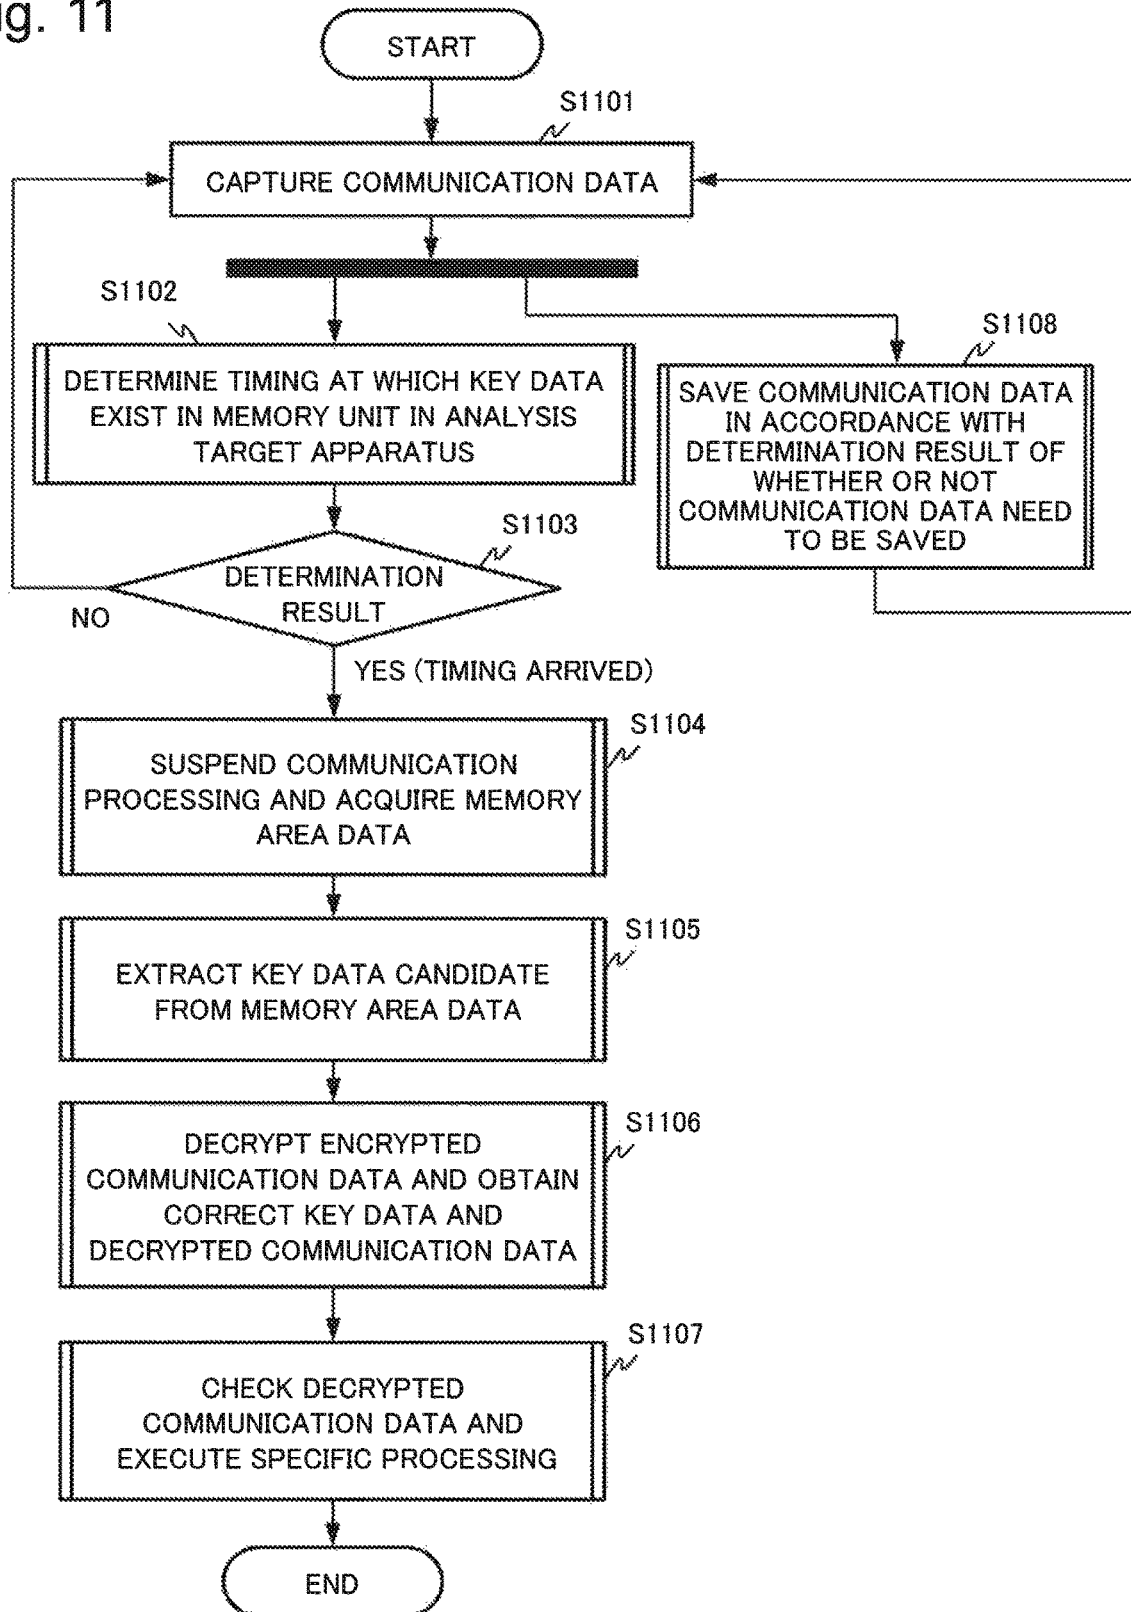 ig. 11
START
S1101
CAPTURE COMMUNICATION DATA
S1102
DETERMINE TIMING AT WHICH KEY DATA
EXIST IN MEMORY UNIT IN ANALYSIS
TARGET APPARATUS
S1108
SAVE COMMUNICATION DATA
IN ACCORDANCE WITH
DETERMINATION RESULT OF
WHETHER OR NOT
COMMUNICATION DATA NEED
TO BE SAVED
S1103
DETERMINATION
RESULT
NO
YES (TIMING ARRIVED)
S1104
SUSPEND COMMUNICATION
PROCESSING AND ACQUIRE MEMORY
AREA DATA
S1105
EXTRACT KEY DATA CANDIDATE
FROM MEMORY AREA DATA
S1106
DECRYPT ENCRYPTED
COMMUNICATION DATA AND OBTAIN
CORRECT KEY DATA AND
DECRYPTED COMMUNICATION DATA
S1107
CHECK DECRYPTED
COMMUNICATION DATA AND
EXECUTE SPECIFIC PROCESSING
END